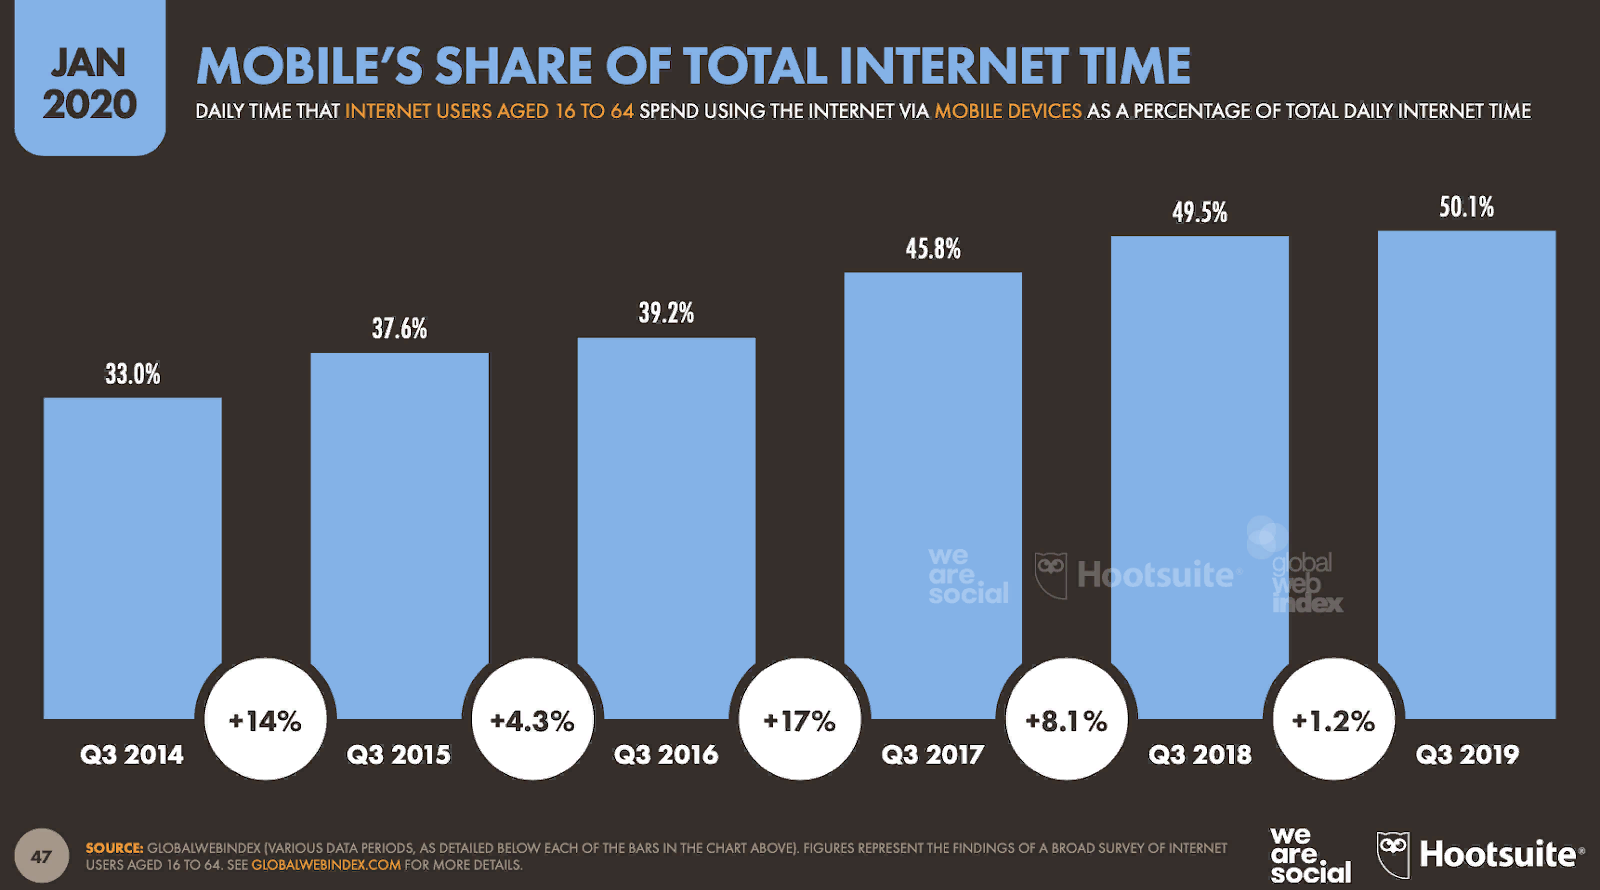 JAN
2020
MOBILE'S SHARE OF TOTAL INTERNET TIME
DAILY TIME THAT INTERNET USERS AGED 16 TO 64 SPEND USING THE INTERNET VIA MOBILE DEVICES AS A PERCENTAGE OF TOTAL DAILY INTERNET TIME
33.0%
37.6%
39.2%
45.8%
49.5%
50.1%
we
are
social
Hootsuite®
global
web
index
+14%
+4.3%
+17%
+8.1%
+1.2%
Q3 2014
Q3 2015
Q3 2016
Q3 2017
Q3 2018
Q3 2019
47
SOURCE: GLOBALWEBINDEX (VARIOUS DATA PERIODS, AS DETAILED BELOW EACH OF THE BARS IN THE CHART ABOVE). FIGURES REPRESENT THE FINDINGS OF A BROAD SURVEY OF INTERNET
USERS AGED 16 TO 64. SEE GLOBALWEBINDEX.COM FOR MORE DETAILS.
we
are
social
Hootsuite®